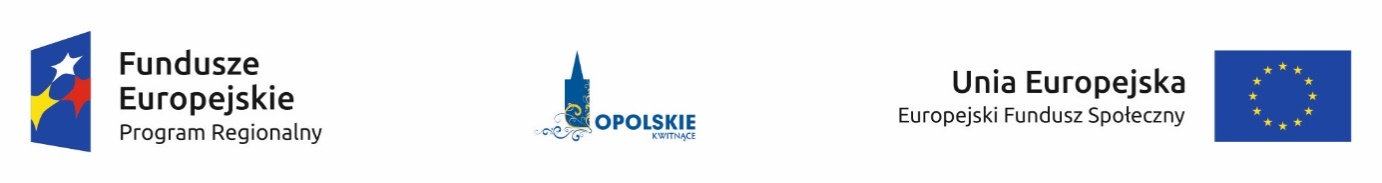 Fundusze
Europejskie
Program Regionalny
OPOLSKIE
KWITNĄCE
Unia Europejska
Europejski Fundusz Społeczny